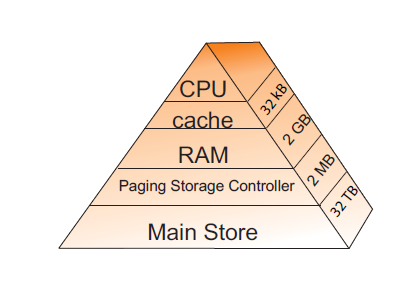 CPU
cache
RAM
Paging Storage Controller
Main Store
32 kB
2 GB
2 MB
32 TB